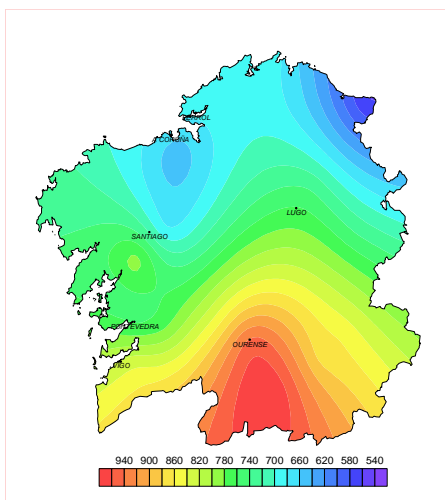 FERROL
CORUÑA
LUGO
SANTIAGO
PONTEVEDRA
OURENSE
VIGO
940 900 860 820 780 740 700 660 620 580 540